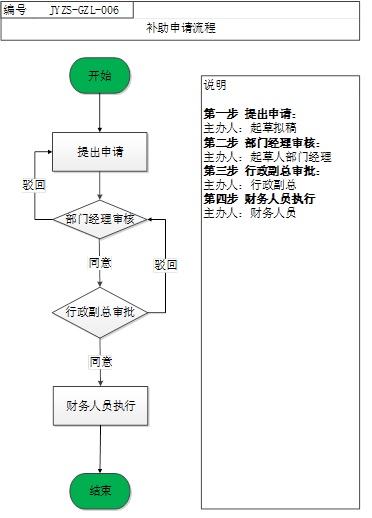 编号 JYZS-GZL-006
补助申请流程
开始
提出申请
驳回
部门经理审核
同意
驳回
行政副总审批
同意
财务人员执行
结束
说明
第一步 提出申请:
主办人: 起草拟稿
第二步 部门经理审核:
主办人: 起草人部门经理
第三步 行政副总审批:
主办人: 行政副总
第四步 财务人员执行
主办人: 财务人员